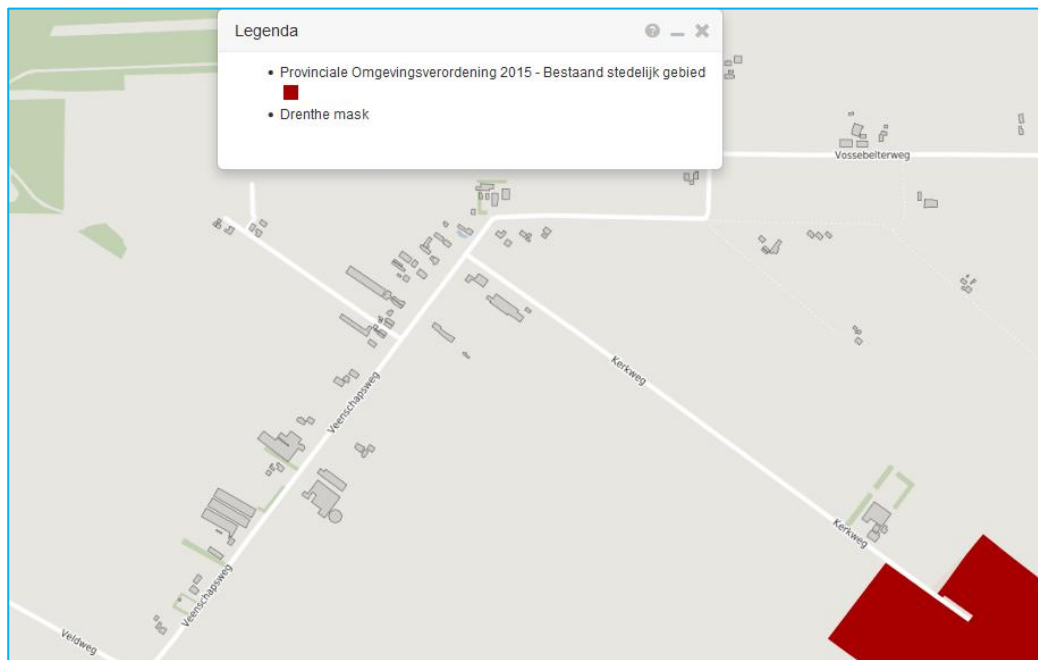 Legenda
• Provinciale Omgevingsverordening 2015 - Bestaand stedelijk gebied
• Drenthe mask
Vossebelterweg
Kerkweg
Veenschapsweg
Kerkweg
Veenschapsweg
Veldweg